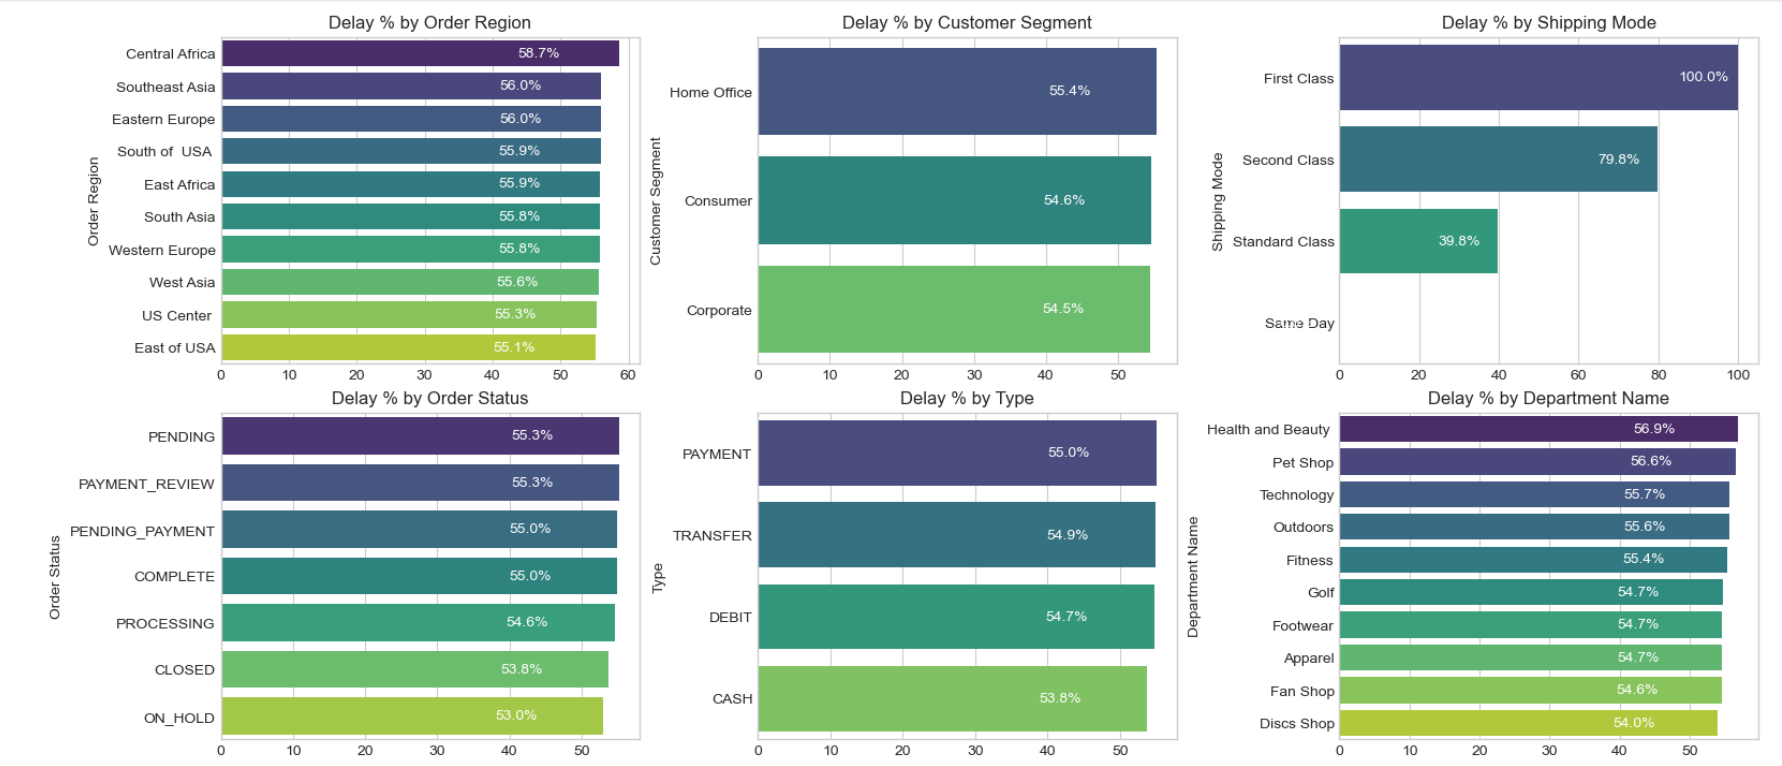 Delay % by Order Region
Order Region
Central Africa 58.7%
Southeast Asia 56.0%
Eastern Europe 56.0%
South of  USA 55.9%
East Africa 55.9%
South Asia 55.8%
Western Europe 55.8%
West Asia 55.6%
US Center 55.3%
East of USA 55.1%
0 10 20 30 40 50 60
Delay % by Customer Segment
Customer Segment
Home Office 55.4%
Consumer 54.6%
Corporate 54.5%
0 10 20 30 40 50
Delay % by Shipping Mode
Shipping Mode
First Class 100.0%
Second Class 79.8%
Standard Class 39.8%
Same Day
0 20 40 60 80 100
Delay % by Order Status
Order Status
PENDING 55.3%
PAYMENT_REVIEW 55.3%
PENDING_PAYMENT 55.0%
COMPLETE 55.0%
PROCESSING 54.6%
CLOSED 53.8%
ON_HOLD 53.0%
0 10 20 30 40 50
Delay % by Type
Type
PAYMENT 55.0%
TRANSFER 54.9%
DEBIT 54.7%
CASH 53.8%
0 10 20 30 40 50
Delay % by Department Name
Department Name
Health and Beauty 56.9%
Pet Shop 56.6%
Technology 55.7%
Outdoors 55.6%
Fitness 55.4%
Golf 54.7%
Footwear 54.7%
Apparel 54.7%
Fan Shop 54.6%
Discs Shop 54.0%
0 10 20 30 40 50